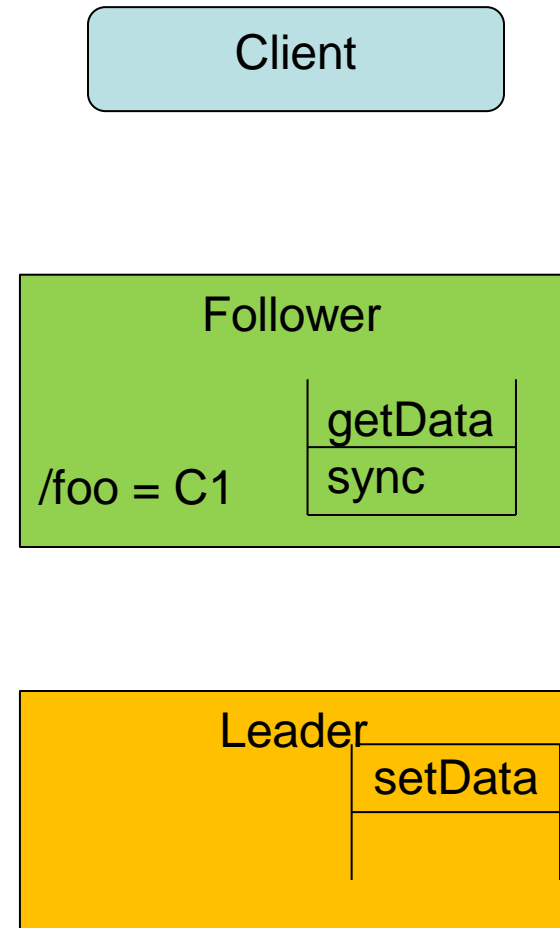 Client
Follower
getData
/foo = C1
sync
Leader
setData